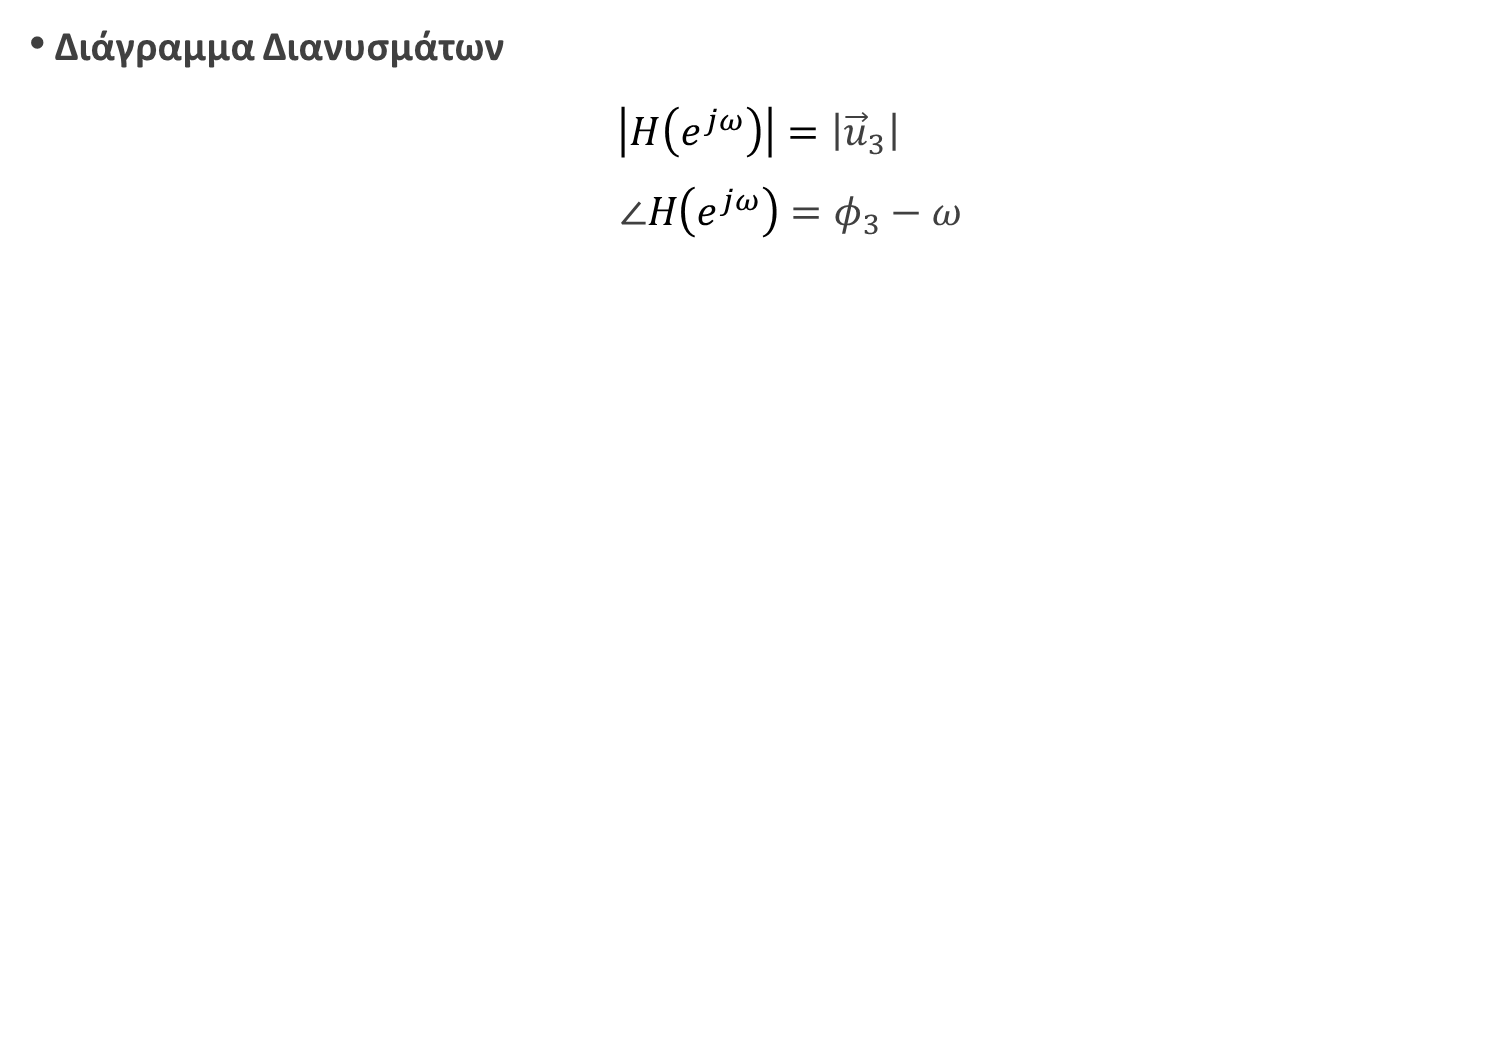 • Διάγραμμα Διανυσμάτων
|H(e^{jω})| = |u⃗₃|
∠H(e^{jω}) = ϕ₃ − ω